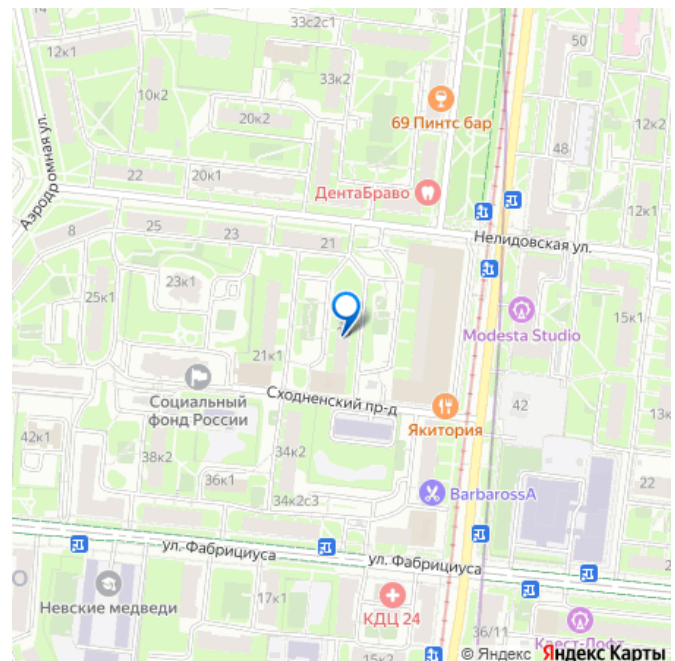 33с2с1
50
12к1
33к2
10к2
69 Пинтс бар
20к2
12к2
48
Аэродромная ул.
22
20к1
ДентаБраво
12к1
8
25
23
21
Нелидовская ул.
23к1
25к1
15к1
Modesta Studio
21к1
Социальный
фонд России
Сходненский пр-д
42
13к
Якитория
42к1
34к2
38к2
36к1
22
34к2с3
BarbarossA
ул. Фабрициуса
ул. Фабрициуса
Невские медведи
17к1
КДЦ 24
36/11
Квест-Лофт
15к2
© Яндекс Яндекс Карты